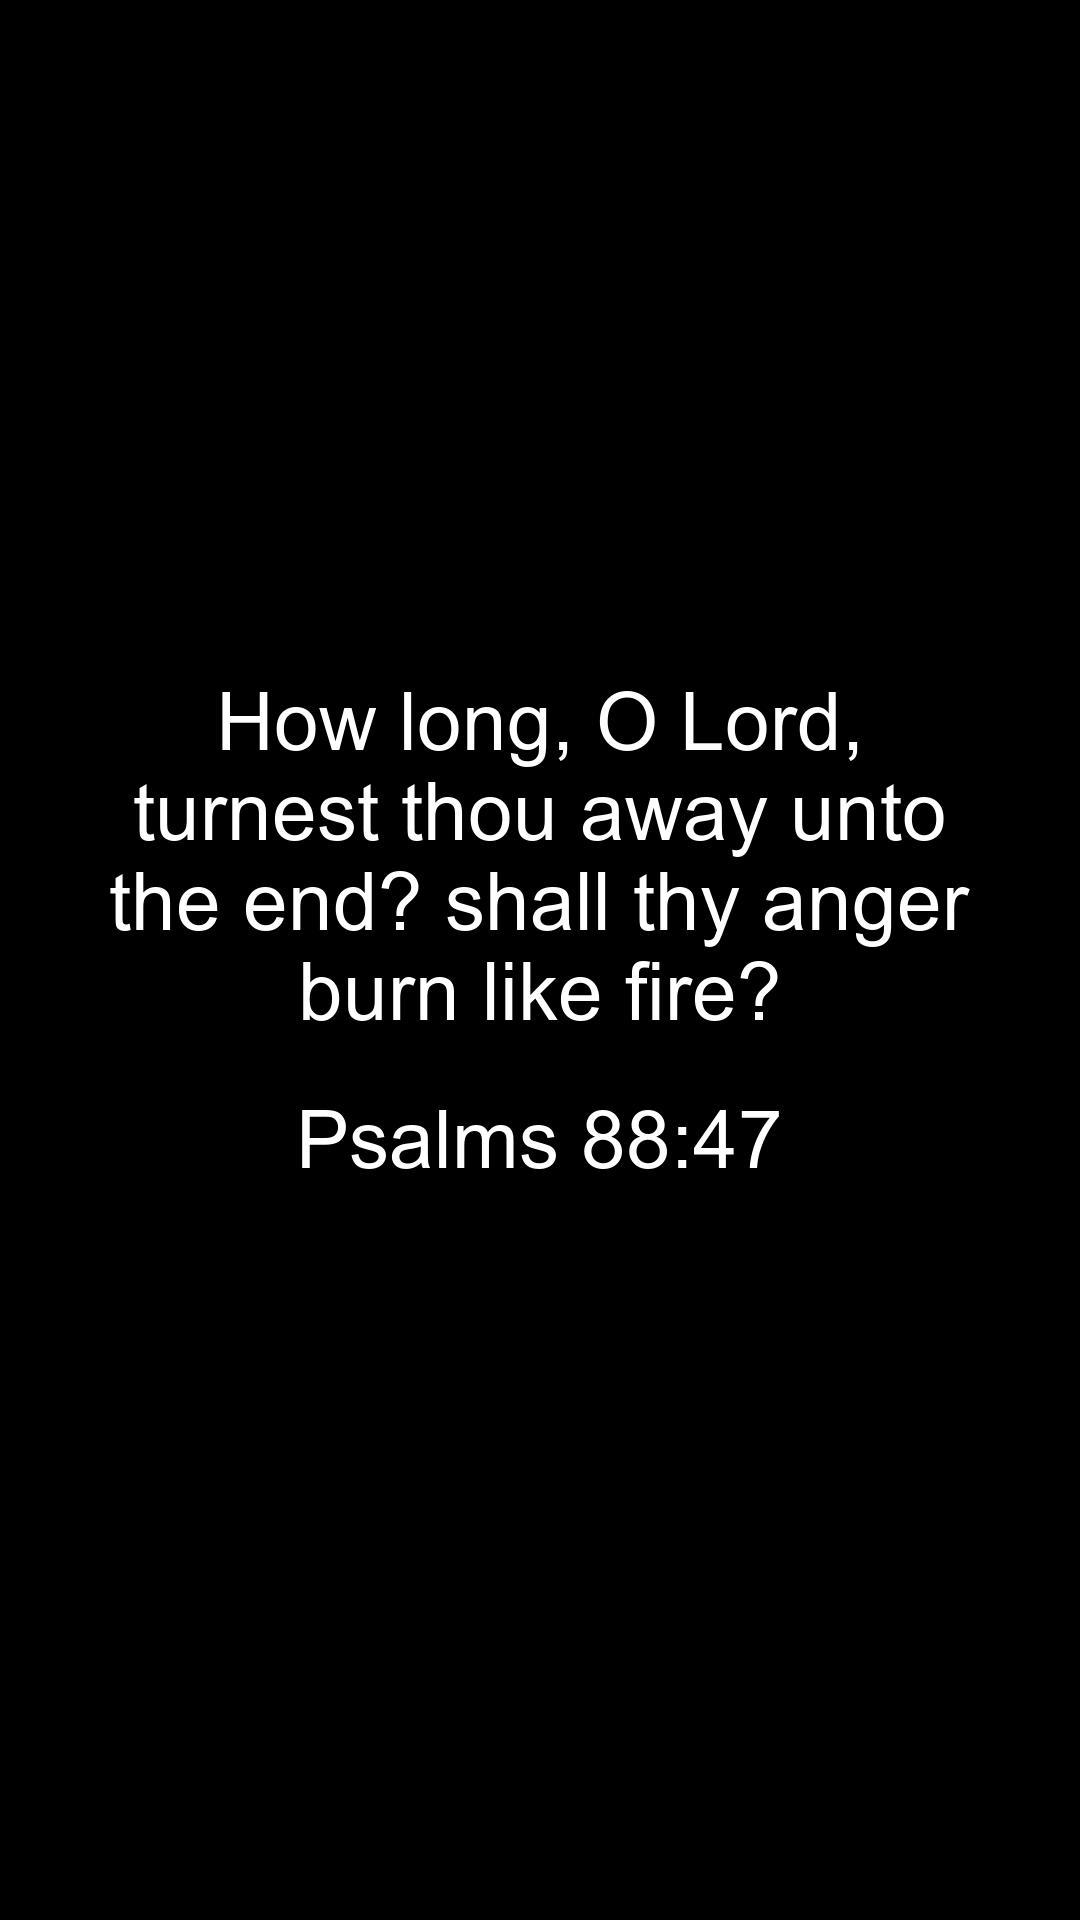 How long, O Lord,
turnest thou away unto
the end? shall thy anger
burn like fire?
Psalms 88:47